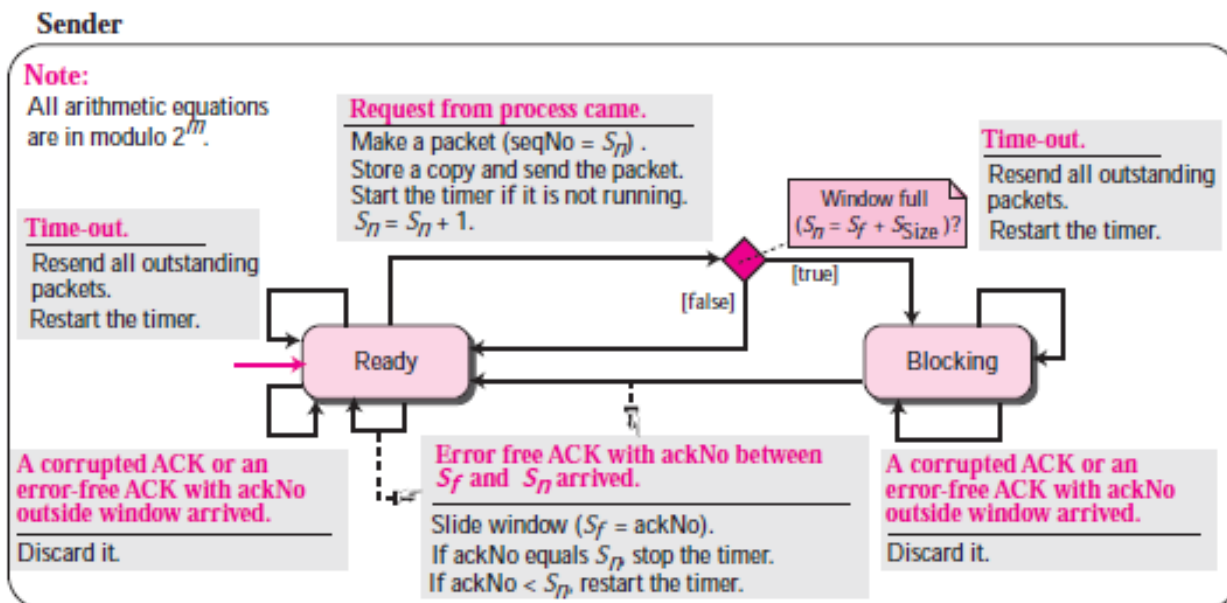 Sender
Note:
All arithmetic equations
are in modulo 2^m.
Request from process came.
Make a packet (seqNo = Sn) .
Store a copy and send the packet.
Start the timer if it is not running.
Sn = Sn + 1.
Window full
(Sn = Sf + SSize )?
Time-out.
Resend all outstanding
packets.
Restart the timer.
Time-out.
Resend all outstanding
packets.
Restart the timer.
[false]
[true]
Ready
Blocking
A corrupted ACK or an
error-free ACK with ackNo
outside window arrived.
Discard it.
Error free ACK with ackNo between
Sf and Sn arrived.
Slide window (Sf = ackNo).
If ackNo equals Sn, stop the timer.
If ackNo < Sn, restart the timer.
A corrupted ACK or an
error-free ACK with ackNo
outside window arrived.
Discard it.